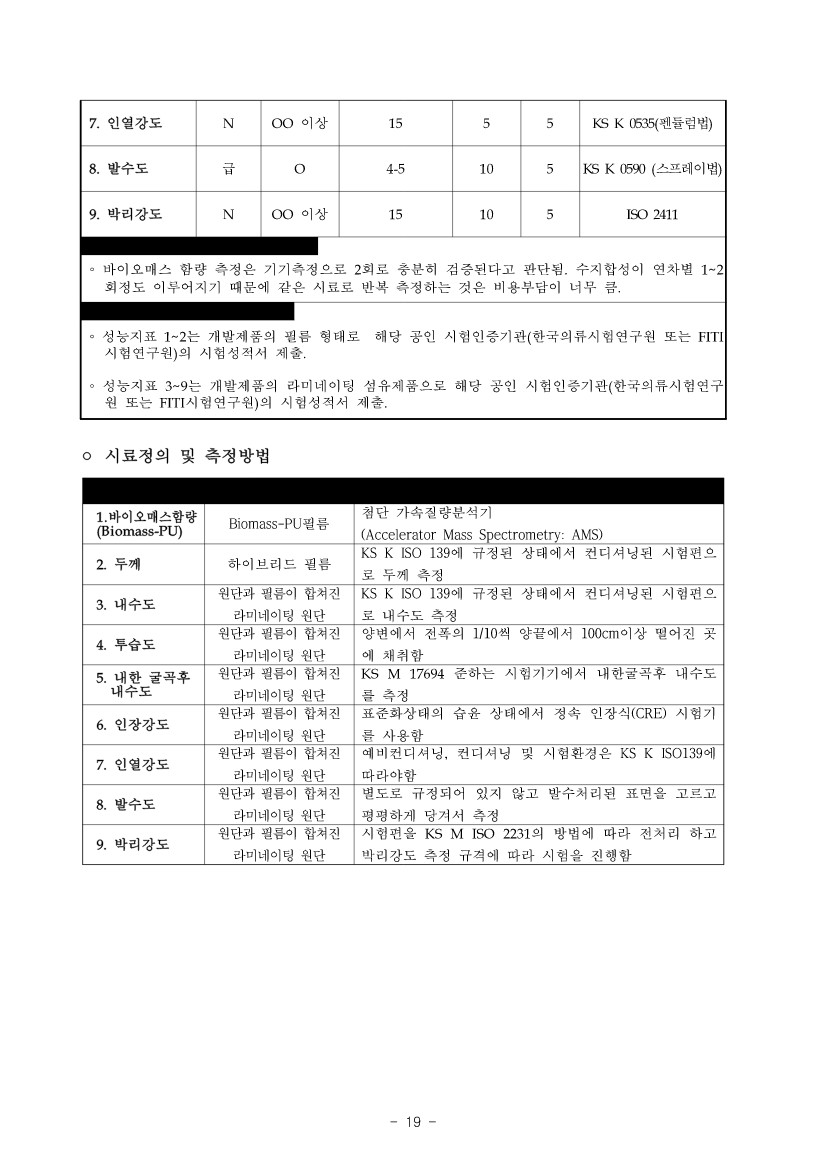 7. 인열강도 N OO 이상 15 5 5 KS K 0535(펜듈럼법)
8. 발수도 급 O 4-5 10 5 KS K 0590 (스프레이법)
9. 박리강도 N OO 이상 15 10 5 ISO 2411
◦ 바이오매스 함량 측정은 기기측정으로 2회로 충분히 검증된다고 판단됨. 수지합성이 연차별 1~2
회정도 이루어지기 때문에 같은 시료로 반복 측정하는 것은 비용부담이 너무 큼.
◦ 성능지표 1~2는 개발제품의 필름 형태로 해당 공인 시험인증기관(한국의류시험연구원 또는 FITI
시험연구원)의 시험성적서 제출.
◦ 성능지표 3~9는 개발제품의 라미네이팅 섬유제품으로 해당 공인 시험인증기관(한국의류시험연구
원 또는 FITI시험연구원)의 시험성적서 제출.
○ 시료정의 및 측정방법
1.바이오매스함량
(Biomass-PU)
Biomass-PU필름
첨단 가속질량분석기
(Accelerator Mass Spectrometry: AMS)
2. 두께
하이브리드 필름
KS K ISO 139에 규정된 상태에서 컨디셔닝된 시험편으
로 두께 측정
3. 내수도
원단과 필름이 합쳐진
라미네이팅 원단
KS K ISO 139에 규정된 상태에서 컨디셔닝된 시험편으
로 내수도 측정
4. 투습도
원단과 필름이 합쳐진
라미네이팅 원단
양변에서 전폭의 1/10씩 양끝에서 100cm이상 떨어진 곳
에 채취함
5. 내한 굴곡후
내수도
원단과 필름이 합쳐진
라미네이팅 원단
KS M 17694 준하는 시험기기에서 내한굴곡후 내수도
를 측정
6. 인장강도
원단과 필름이 합쳐진
라미네이팅 원단
표준화상태의 습윤 상태에서 정속 인장식(CRE) 시험기
를 사용함
7. 인열강도
원단과 필름이 합쳐진
라미네이팅 원단
예비컨디셔닝, 컨디셔닝 및 시험환경은 KS K ISO139에
따라야함
8. 발수도
원단과 필름이 합쳐진
라미네이팅 원단
별도로 규정되어 있지 않고 발수처리된 표면을 고르고
평평하게 당겨서 측정
9. 박리강도
원단과 필름이 합쳐진
라미네이팅 원단
시험편을 KS M ISO 2231의 방법에 따라 전처리 하고
박리강도 측정 규격에 따라 시험을 진행함
- 19 -